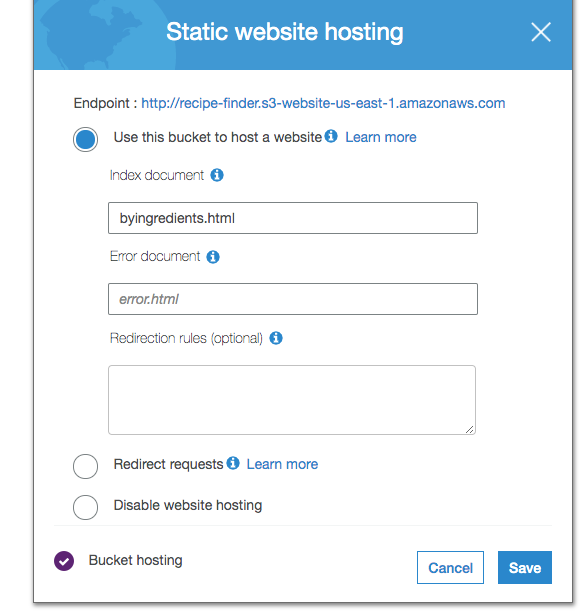 Static website hosting
Endpoint : http://recipe-finder.s3-website-us-east-1.amazonaws.com
Use this bucket to host a website Learn more
Index document
byingredients.html
Error document
error.html
Redirection rules (optional)
Redirect requests Learn more
Disable website hosting
Bucket hosting
Cancel Save